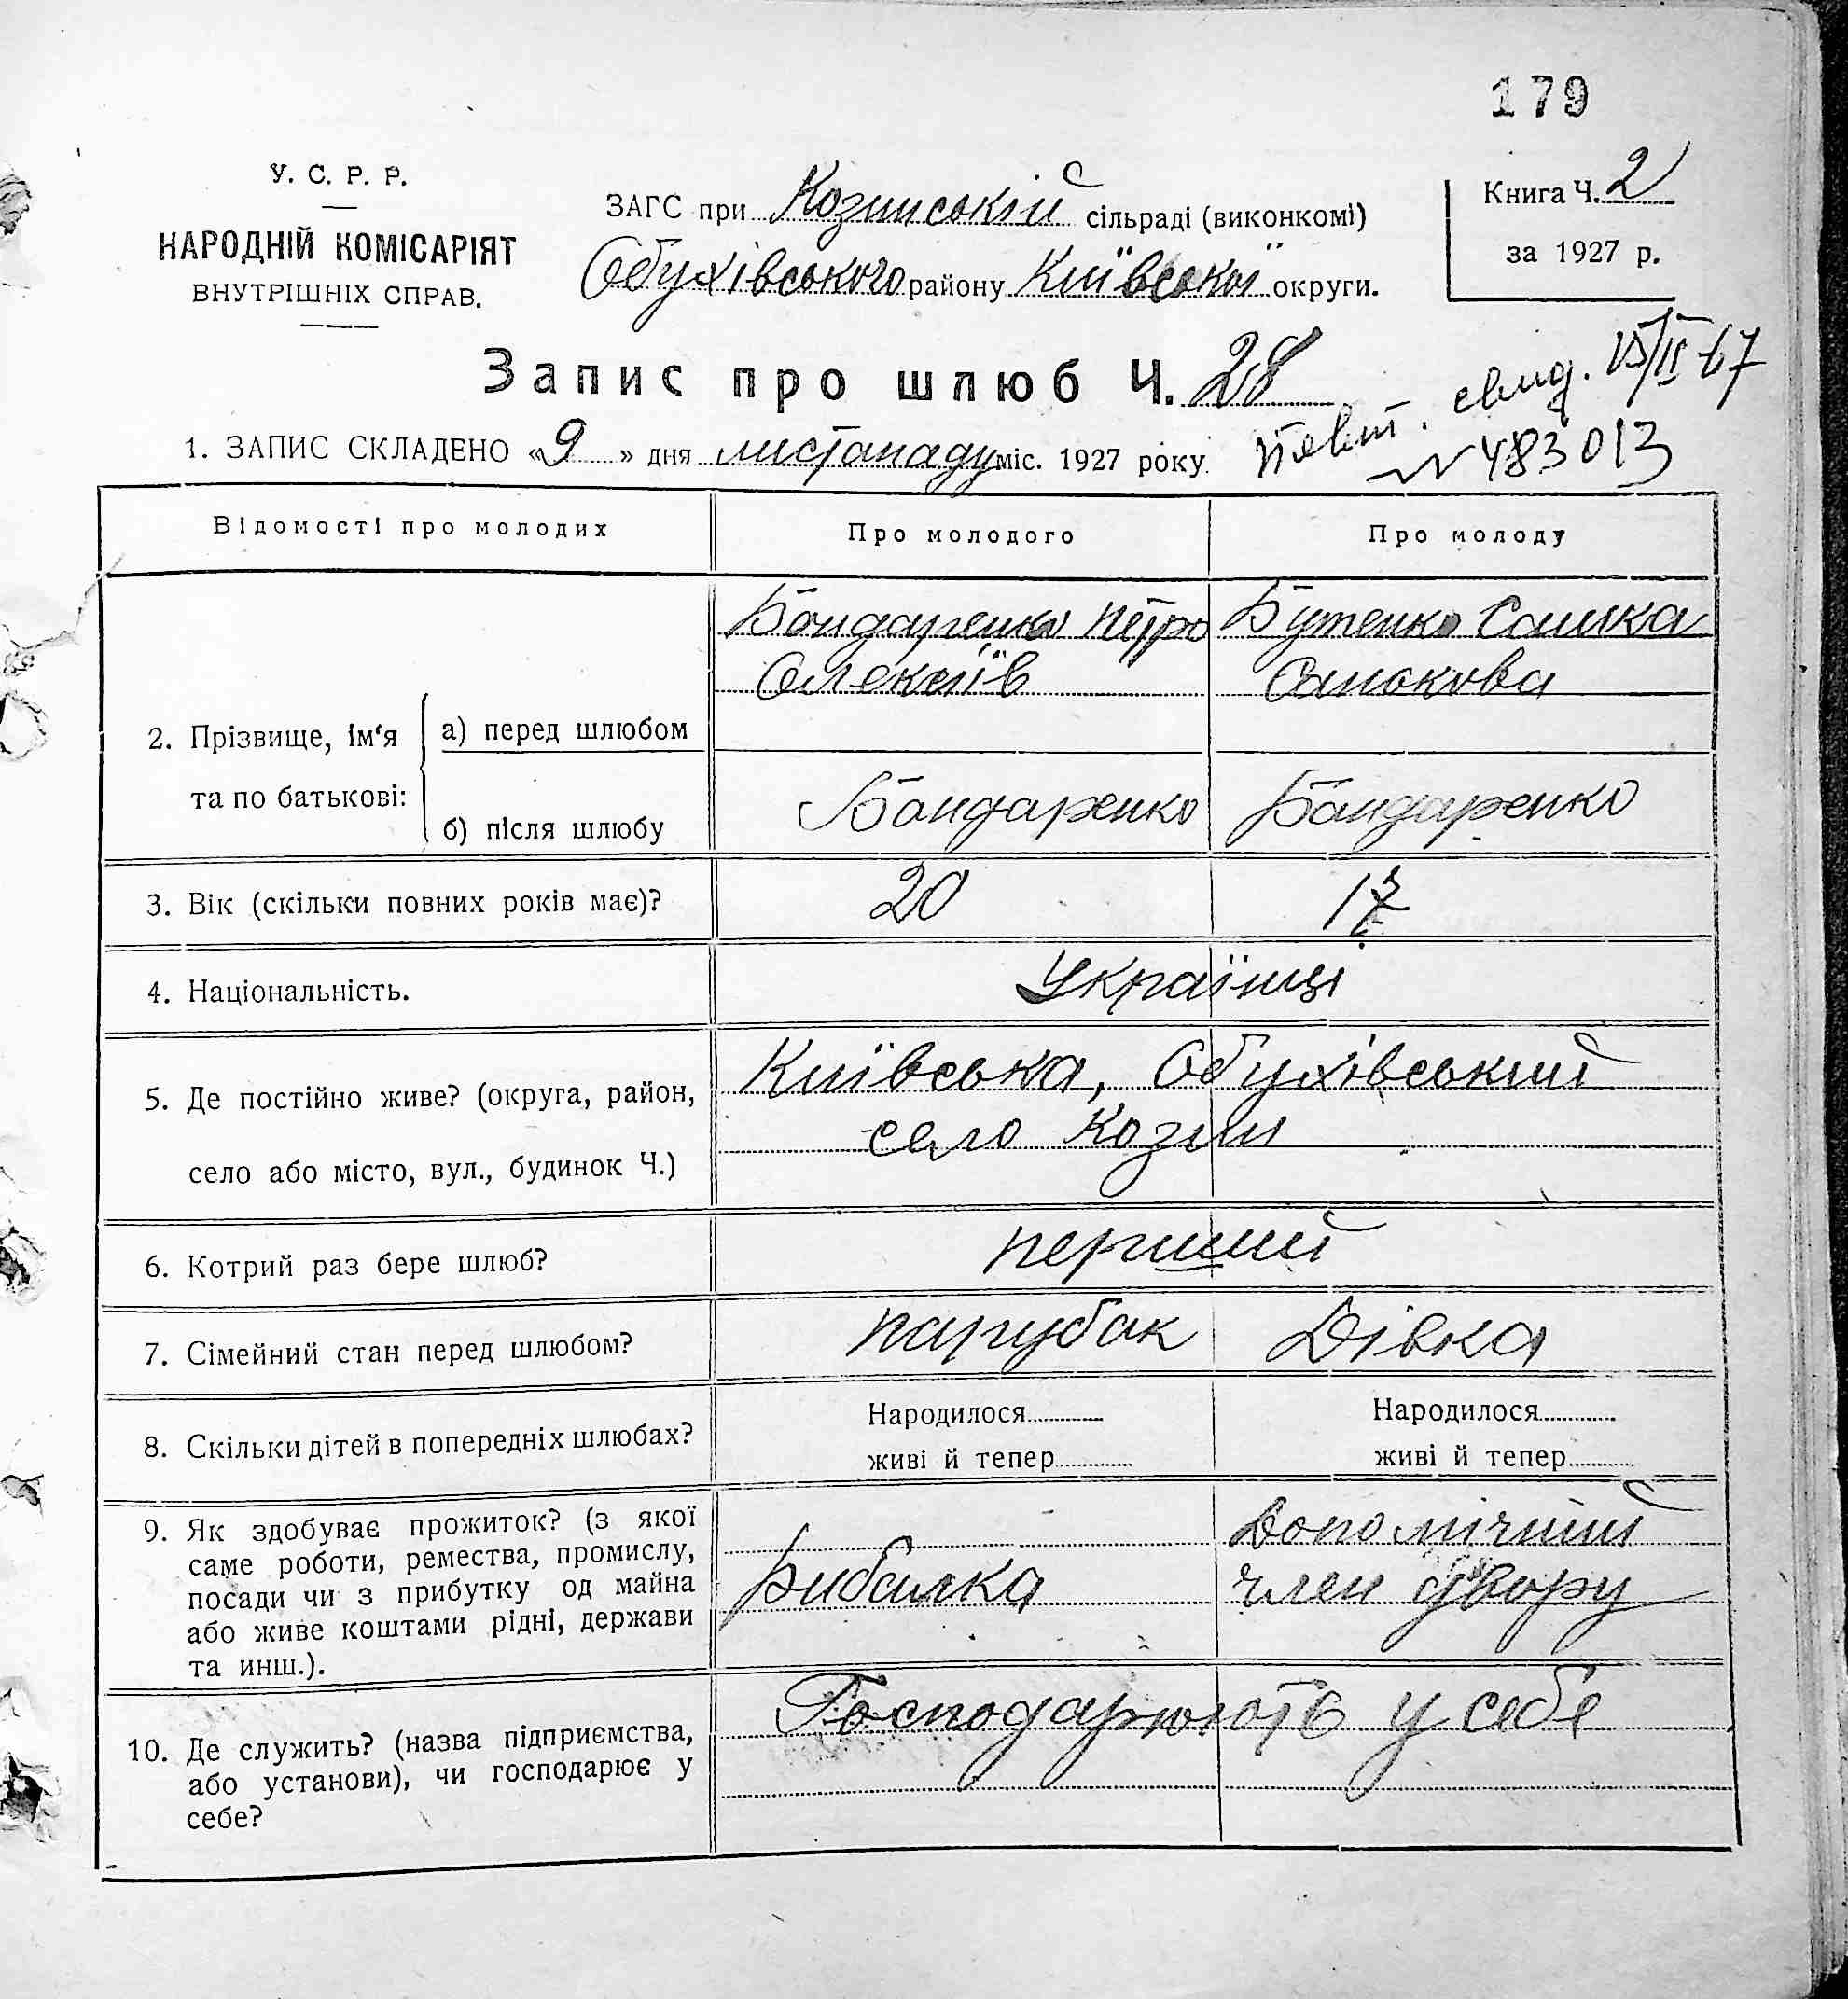 179
У. С. Р. Р.
НАРОДНІЙ КОМІСАРІЯТ
ВНУТРІШНІХ СПРАВ.
ЗАГС при Козинській сільраді (виконкомі)
Обухівського району Київської округи.
Книга Ч. 2
за 1927 р.
Запис про шлюб Ч. 28
Повт. свид.
№ 483013
1. ЗАПИС СКЛАДЕНО «9» дня листопаду міс. 1927 року
Відомості про молодих
Про молодого
Про молоду
2. Прізвище, ім‘я та по батькові:
а) перед шлюбом
Бондаренко Петро
Олексіїв
Бутенко Сашка
б) після шлюбу
Бондаренко
Бондаренко
3. Вік (скільки повних років має)?
20
17
4. Національність.
Українці
5. Де постійно живе? (округа, район,
село або місто, вул., будинок Ч.)
Київська, Обухівський
село Козин
6. Котрий раз бере шлюб?
перший
7. Сімейний стан перед шлюбом?
парубак
Дівка
8. Скільки дітей в попередніх шлюбах?
Народилося
живі й тепер
Народилося
живі й тепер
9. Як здобуває прожиток? (з якої
саме роботи, ремества, промислу,
посади чи з прибутку од майна
або живе коштами рідні, держави
та инш.).
рибалка
Допомічний
член двору
10. Де служить? (назва підприємства,
або установи), чи господарює у
себе?
Господарюють у себе